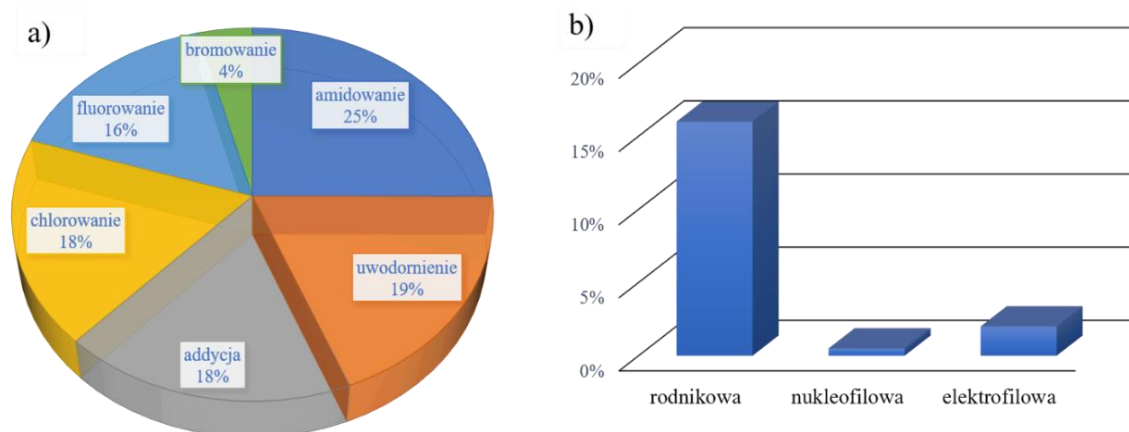 a)
bromowanie
4%
amidowanie
25%
fluorowanie
16%
chlorowanie
18%
uwodornienie
19%
addycja
18%
b)
20%
15%
10%
5%
0%
rodnikowa
nukleofilowa
elektrofilowa